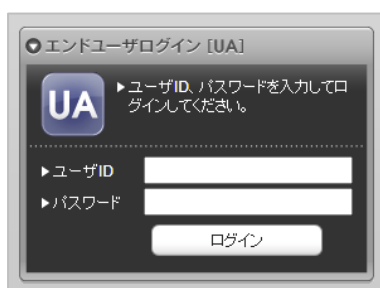 エンドユーザログイン [UA]
UA
▶ユーザID、パスワードを入力してロ
グインしてください。
▶ユーザID
▶パスワード
ログイン